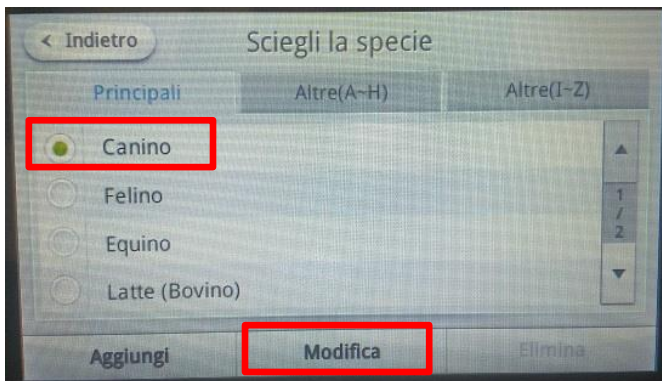 < Indietro
Sciegli la specie
Principali
Altre(A~H)
Altre(I~Z)
Canino
Felino
Equino
Latte (Bovino)
1
/
2
Aggiungi
Modifica
Elimina